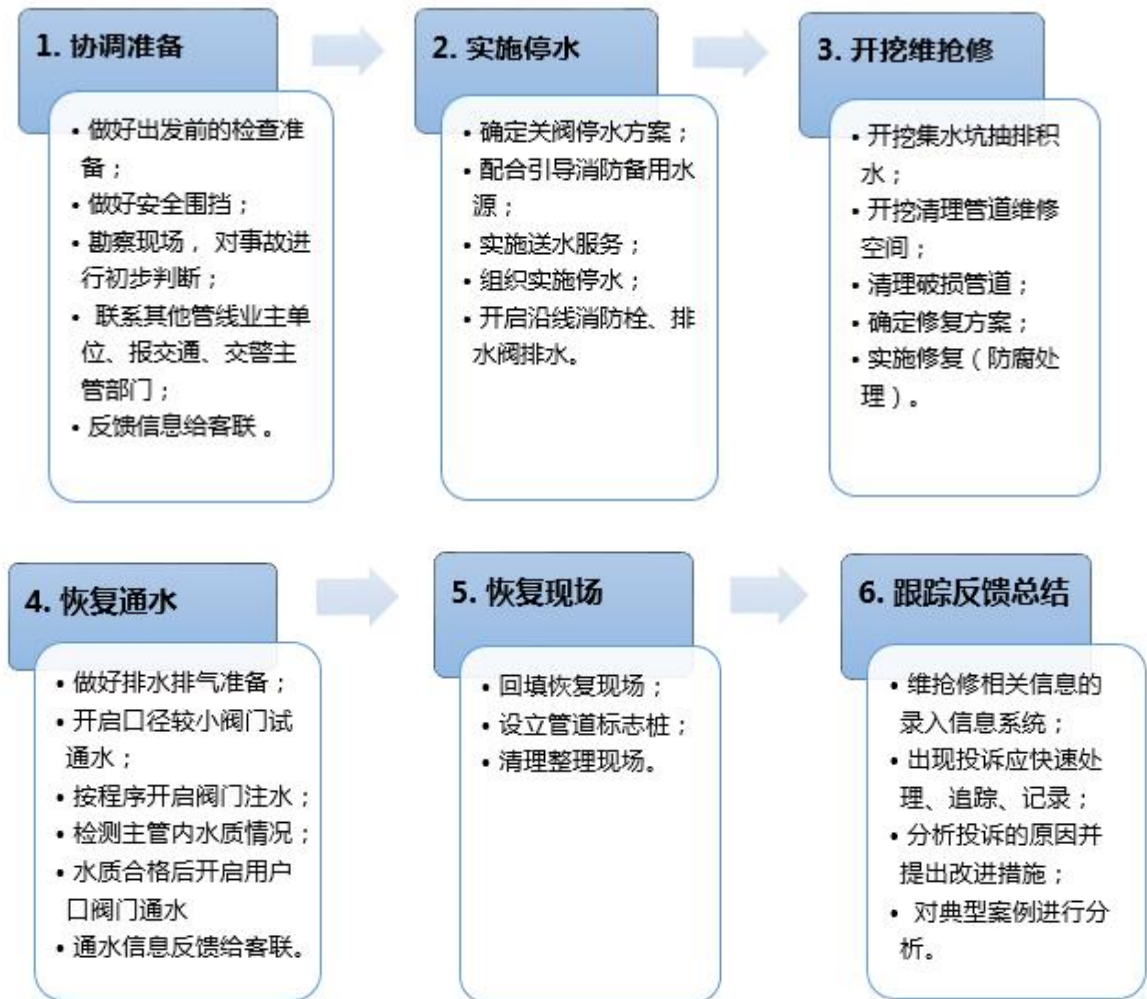 1. 协调准备
• 做好出发前的检查准
备；
• 做好安全围挡；
• 勘察现场， 对事故进
行初步判断；
• 联系其他管线业主单
位、报交通、交警主
管部门；
• 反馈信息给客联 。
2. 实施停水
• 确定关阀停水方案；
• 配合引导消防备用水
源；
• 实施送水服务；
• 组织实施停水；
• 开启沿线消防栓、排
水阀排水。
3. 开挖维抢修
• 开挖集水坑抽排积
水；
• 开挖清理管道维修
空间；
• 清理破损管道；
• 确定修复方案；
• 实施修复（防腐处
理）。
4. 恢复通水
• 做好排水排气准备；
• 开启口径较小阀门试
通水；
• 按程序开启阀门注水；
• 检测主管内水质情况；
• 水质合格后开启用户
口阀门通水
• 通水信息反馈给客联。
5. 恢复现场
• 回填恢复现场；
• 设立管道标志桩；
• 清理整理现场。
6. 跟踪反馈总结
• 维抢修相关信息的
录入信息系统；
• 出现投诉应快速处
理、追踪、记录；
• 分析投诉的原因并
提出改进措施；
• 对典型案例进行分
析。